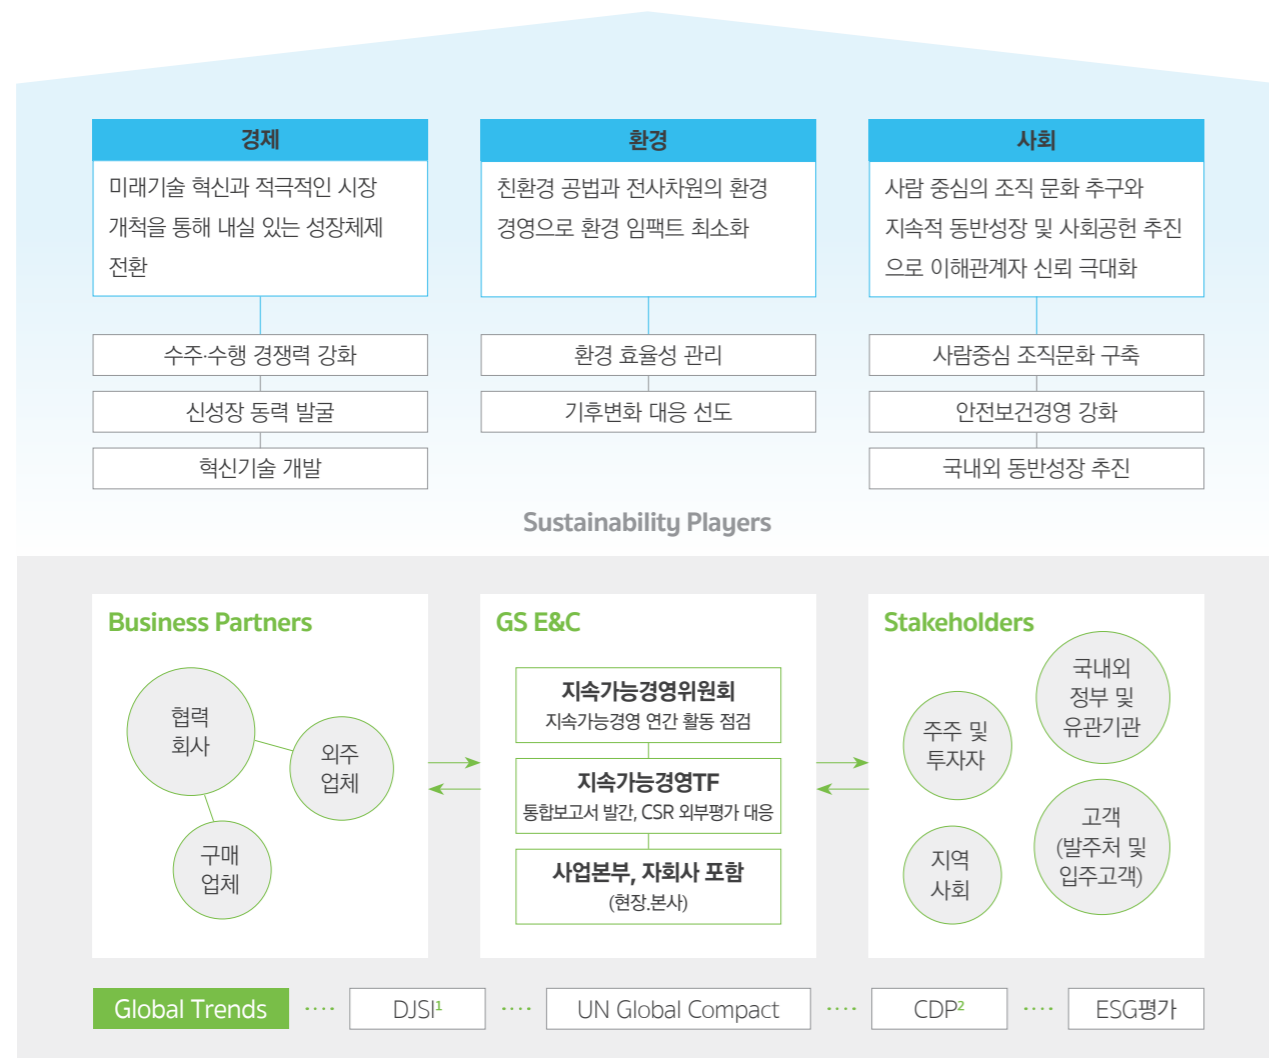 경제
미래기술 혁신과 적극적인 시장
개척을 통해 내실 있는 성장체제
전환
수주·수행 경쟁력 강화
신성장 동력 발굴
혁신기술 개발
환경
친환경 공법과 전사차원의 환경
경영으로 환경 임팩트 최소화
환경 효율성 관리
기후변화 대응 선도
사회
사람 중심의 조직 문화 추구와
지속적 동반성장 및 사회공헌 추진
으로 이해관계자 신뢰 극대화
사람중심 조직문화 구축
안전보건경영 강화
국내외 동반성장 추진
Sustainability Players
Business Partners
협력
회사
외주
업체
구매
업체
GS E&C
지속가능경영위원회
지속가능경영 연간 활동 점검
지속가능경영TF
통합보고서 발간, CSR 외부평가 대응
사업본부, 자회사 포함
(현장.본사)
Stakeholders
국내외
정부 및
유관기관
주주 및
투자자
고객
(발주처 및
입주고객)
지역
사회
Global Trends ···· DJSI¹ ···· UN Global Compact ···· CDP² ···· ESG평가